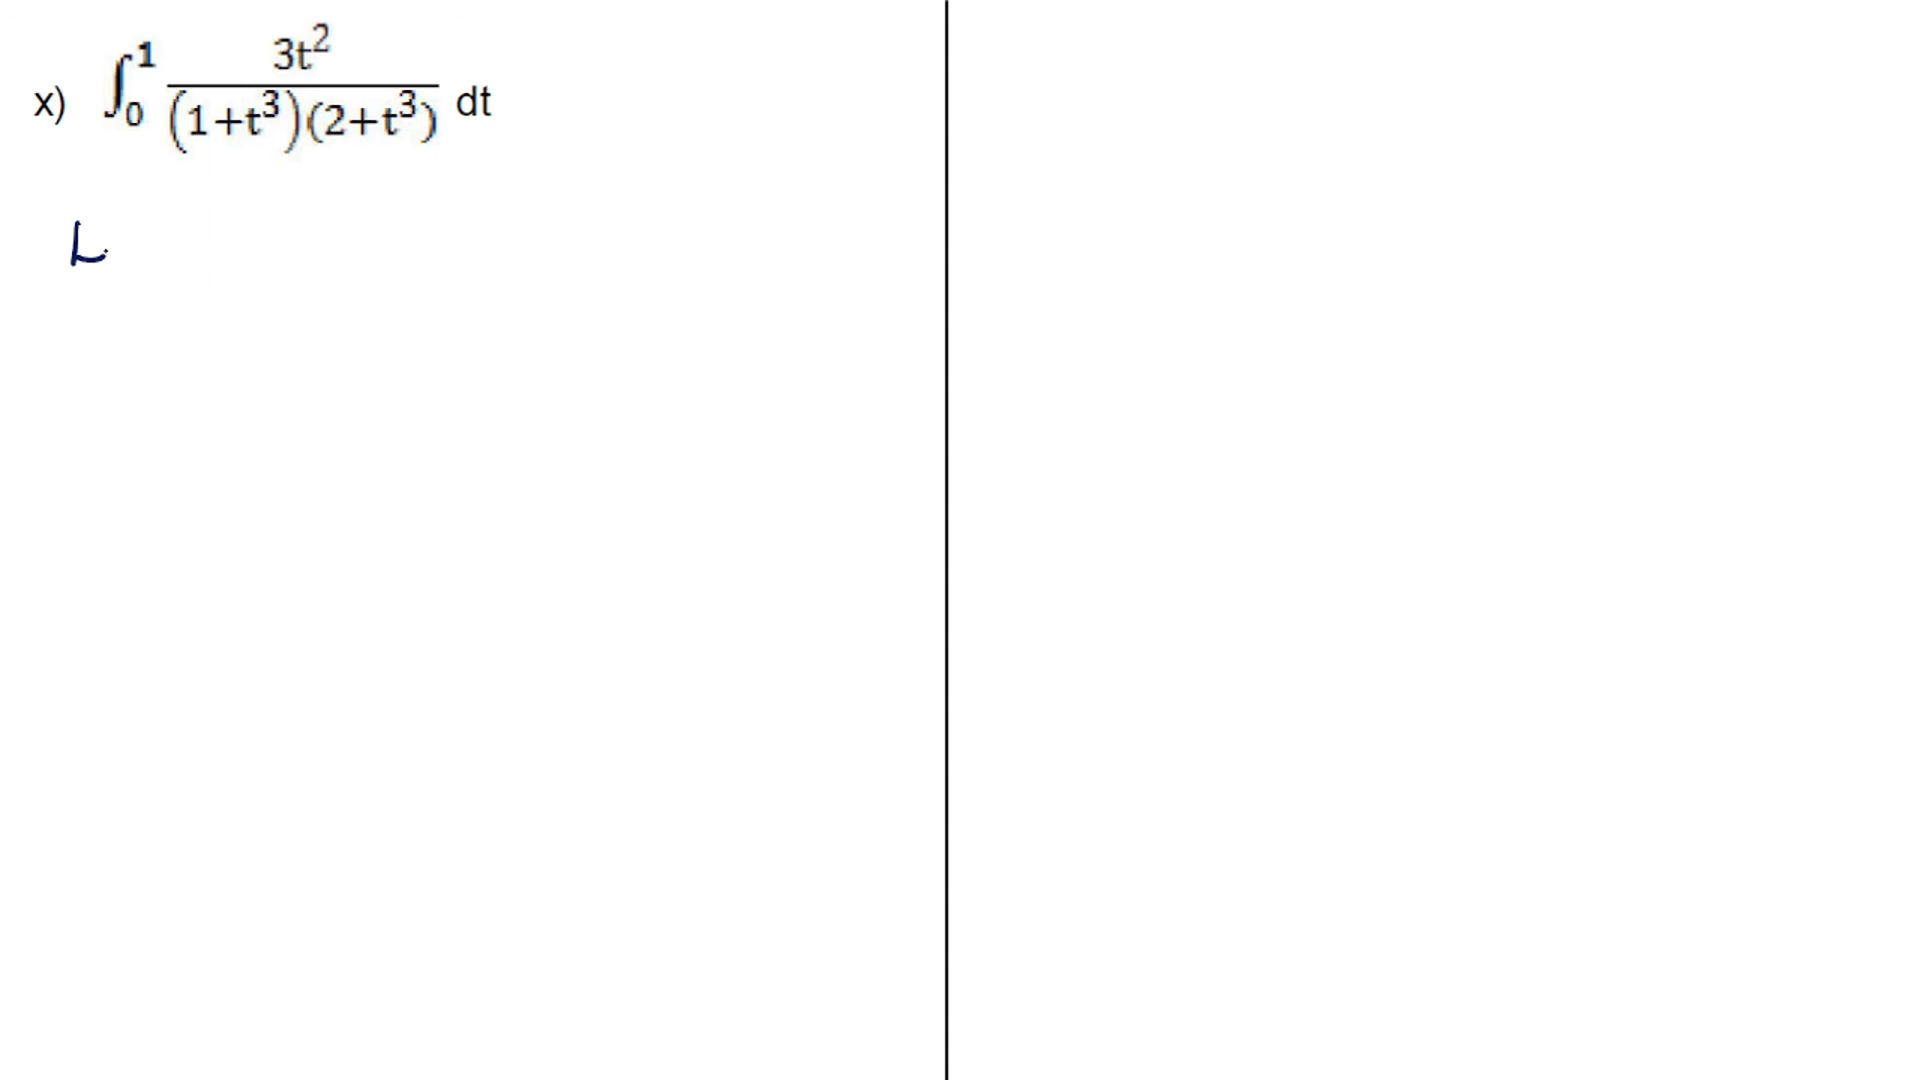 x) ∫₀¹ 3t²/((1+t³)(2+t³)) dt
L